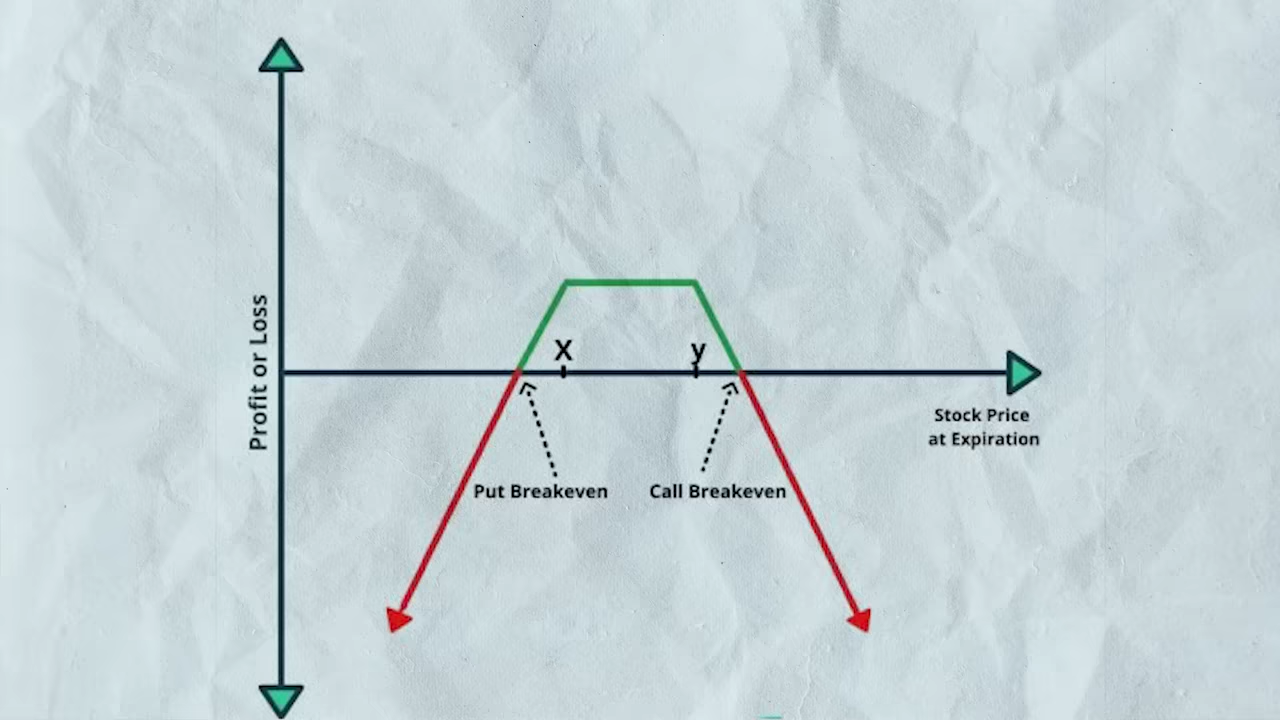 Profit or Loss
X
y
Put Breakeven
Call Breakeven
Stock Price
at Expiration